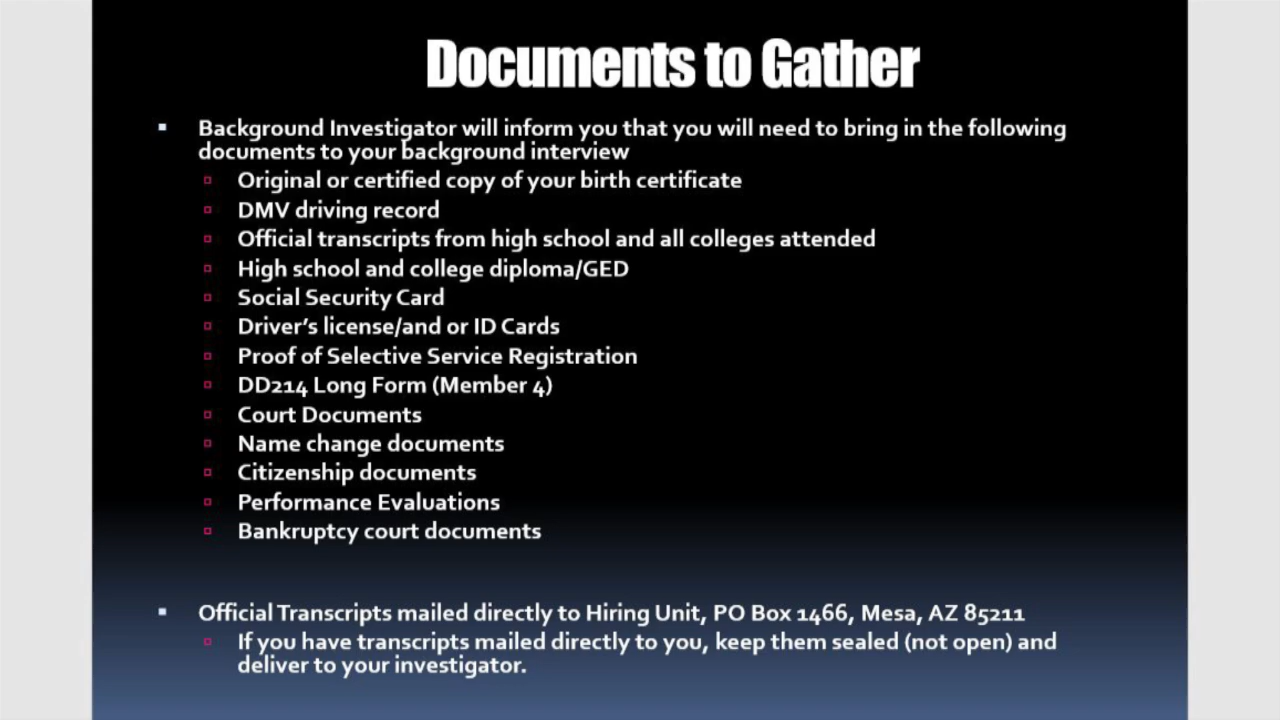 Documents to Gather
Background Investigator will inform you that you will need to bring in the following
documents to your background interview
Original or certified copy of your birth certificate
DMV driving record
Official transcripts from high school and all colleges attended
High school and college diploma/GED
Social Security Card
Driver's license/and or ID Cards
Proof of Selective Service Registration
DD214 Long Form (Member 4)
Court Documents
Name change documents
Citizenship documents
Performance Evaluations
Bankruptcy court documents
Official Transcripts mailed directly to Hiring Unit, PO Box 1466, Mesa, AZ 85211
If you have transcripts mailed directly to you, keep them sealed (not open) and
deliver to your investigator.